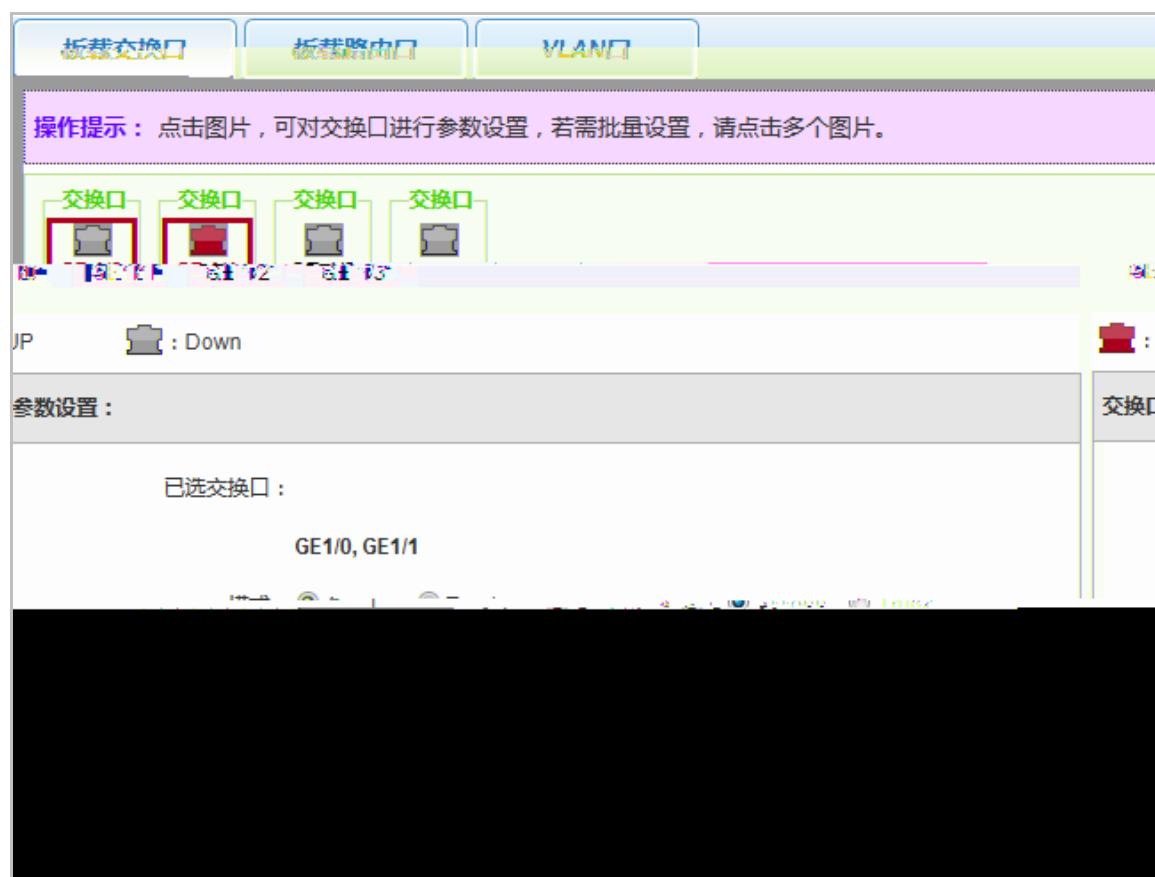 板载交换口 板载路由口 VLAN口
操作提示： 点击图片，可对交换口进行参数设置，若需批量设置，请点击多个图片。
交换口 交换口 交换口 交换口
: Down
:
参数设置：
交换
已选交换口：
GE1/0, GE1/1